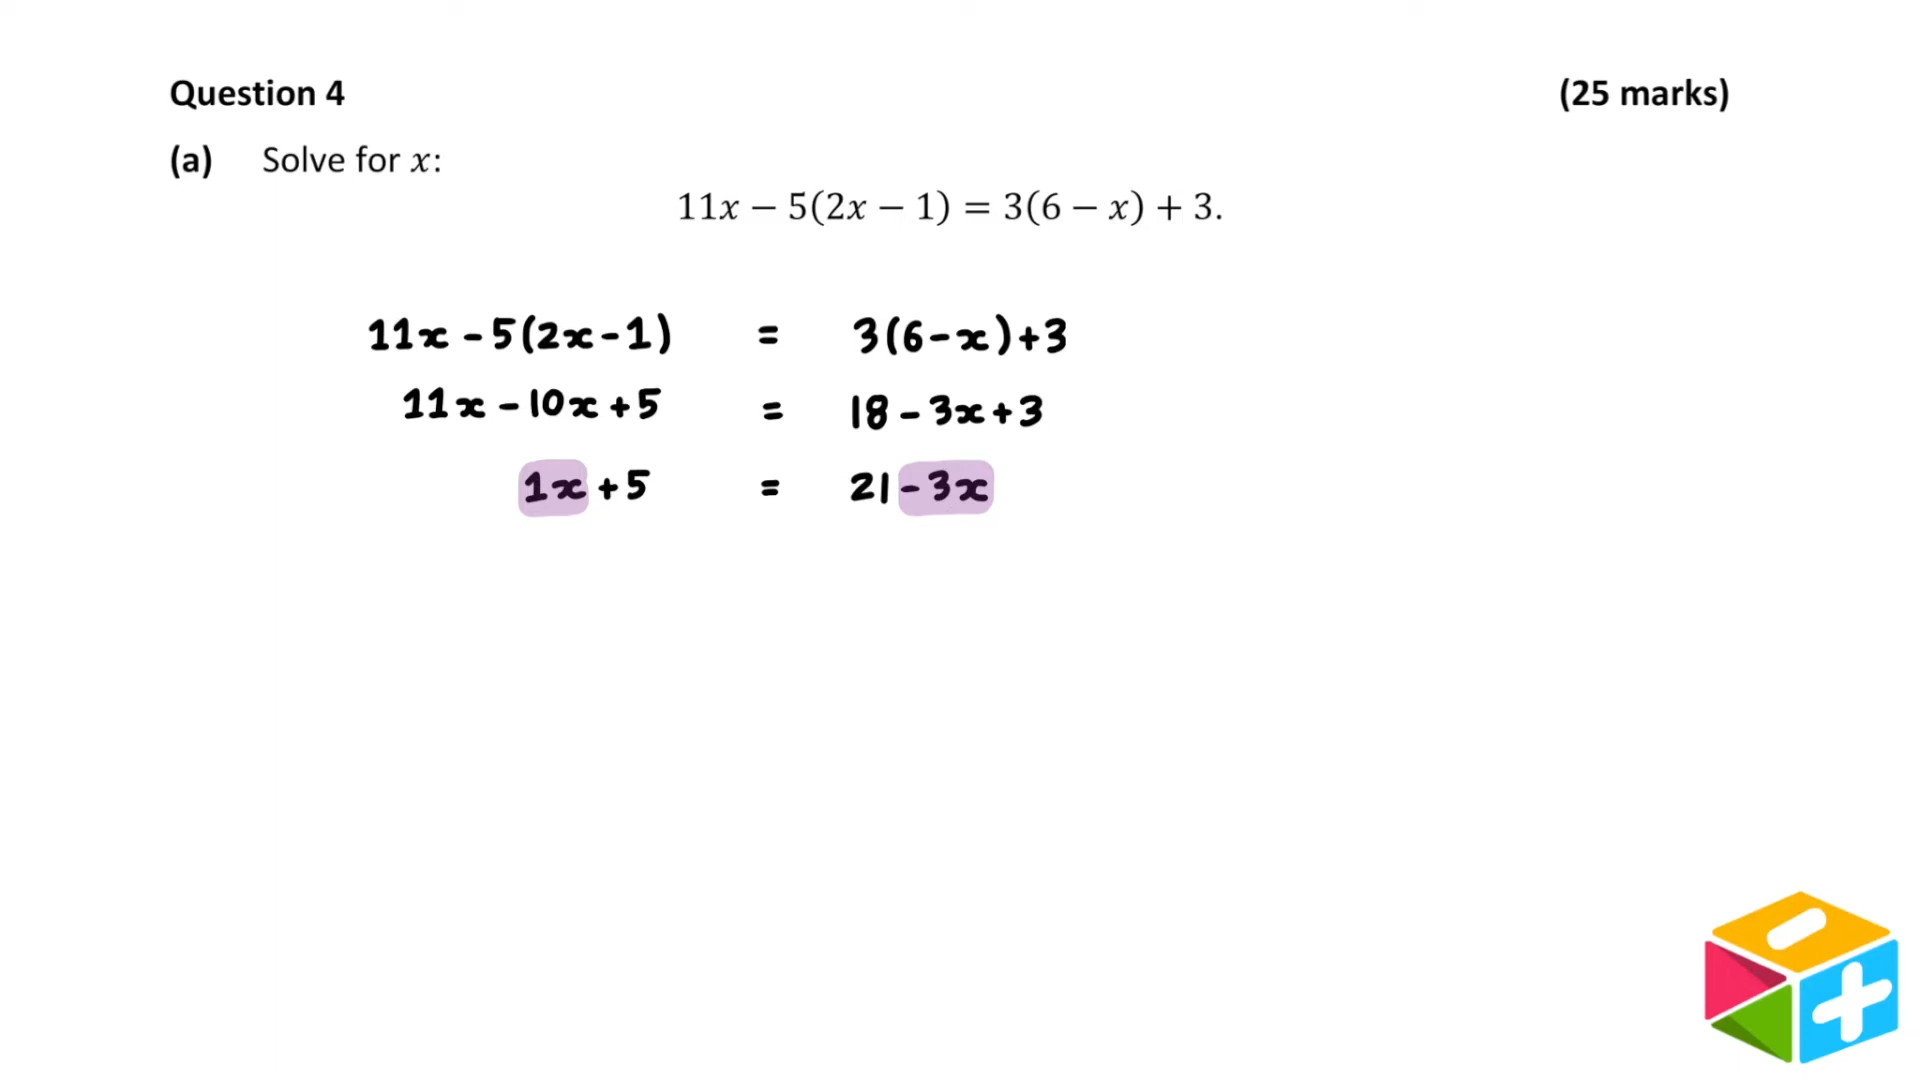 Question 4 (25 marks)
(a) Solve for x:
11x − 5(2x − 1) = 3(6 − x) + 3.
11x - 5(2x - 1) = 3(6 - x) + 3
11x - 10x + 5 = 18 - 3x + 3
1x + 5 = 21 - 3x